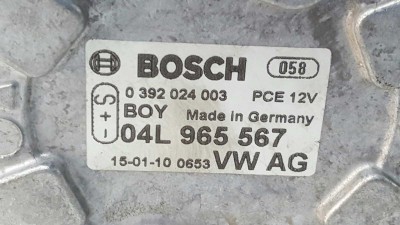 BOSCH 058
0 392 024 003 PCE 12V
BOY Made in Germany
S + -
04L 965 567
15-01-10 0653 VW AG